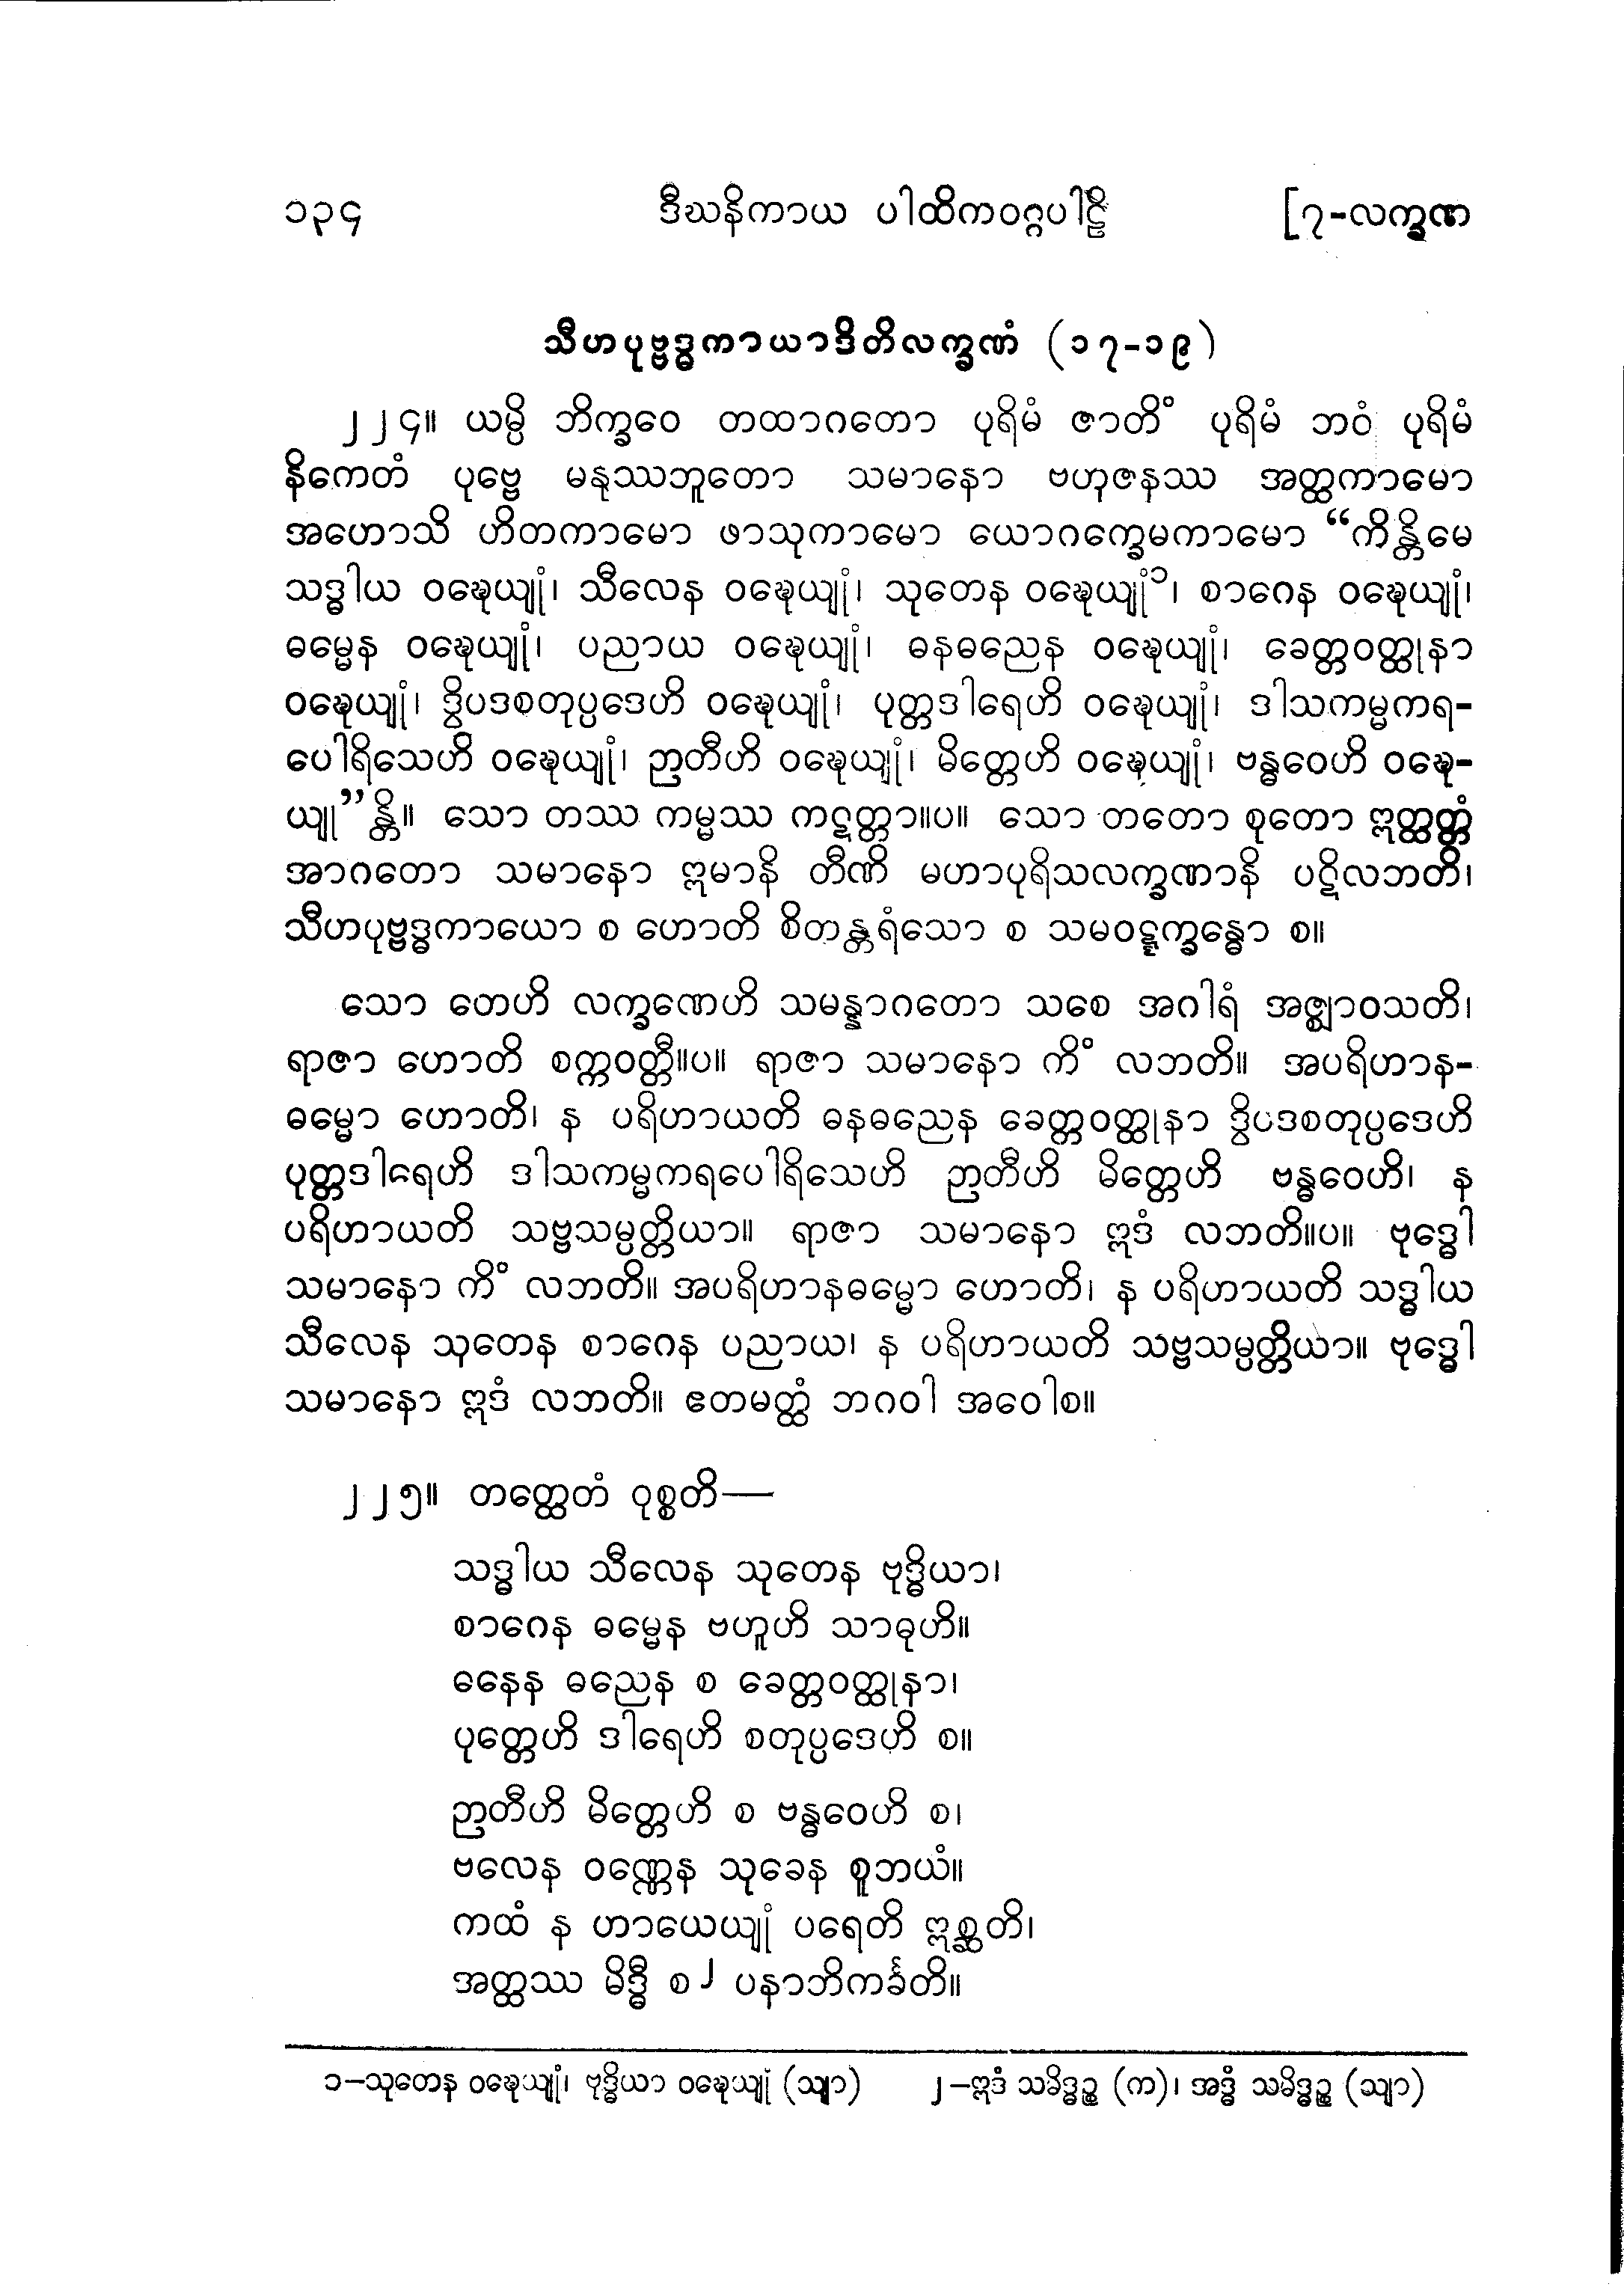 ၁၃၄ ဒီဃနိကာယ ပါထိကဝဂ္ဂပါဠိ [၇-လက္ခဏ
သီဟပုဗ္ဗဒ္ဓကာယာဒိတိလက္ခဏံ (၁၇-၁၉)
၂၂၄။ ယမ္ပိ ဘိက္ခဝေ တထာဂတော ပုရိမံ ဇာတိံ ပုရိမံ ဘဝံ ပုရိမံ
နိကေတံ ပုဗ္ဗေ မနုဿဘူတော သမာနော ဗဟုဇနဿ အတ္ထကာမော
အဟောသိ ဟိတကာမော ဖာသုကာမော ယောဂက္ခေမကာမော “ကိန္တိမေ
သဒ္ဓါယ ဝဍ္ဎေယျုံ၊ သီလေန ဝဍ္ဎေယျုံ၊ သုတေန ဝဍ္ဎေယျုံ၁၊ စာဂေန ဝဍ္ဎေယျုံ၊
ဓမ္မေန ဝဍ္ဎေယျုံ၊ ပညာယ ဝဍ္ဎေယျုံ၊ ဓနဓညေန ဝဍ္ဎေယျုံ၊ ခေတ္တဝတ္ထုနာ
ဝဍ္ဎေယျုံ၊ ဒွိပဒစတုပ္ပဒေဟိ ဝဍ္ဎေယျုံ၊ ပုတ္တဒါရေဟိ ဝဍ္ဎေယျုံ၊ ဒါသကမ္မကရ-
ပေါရိသေဟိ ဝဍ္ဎေယျုံ၊ ဉာတီဟိ ဝဍ္ဎေယျုံ၊ မိတ္တေဟိ ဝဍ္ဎေယျုံ၊ ဗန္ဓဝေဟိ ဝဍ္ဎေ-
ယျု”န္တိ။ သော တဿ ကမ္မဿ ကဋတ္တာ။ပ။ သော တတော စုတော ဣတ္ထတ္တံ
အာဂတော သမာနော ဣမာနိ တီဏိ မဟာပုရိသလက္ခဏာနိ ပဋိလဘတိ၊
သီဟပုဗ္ဗဒ္ဓကာယော စ ဟောတိ စိတန္တရံသော စ သမဝဋ္ဋက္ခန္ဓော စ။
သော တေဟိ လက္ခဏေဟိ သမန္နာဂတော သစေ အဂါရံ အဇ္ဈာဝသတိ၊
ရာဇာ ဟောတိ စက္ကဝတ္တီ။ပ။ ရာဇာ သမာနော ကိံ လဘတိ။ အပရိဟာန-
ဓမ္မော ဟောတိ၊ န ပရိဟာယတိ ဓနဓညေန ခေတ္တဝတ္ထုနာ ဒွိပဒစတုပ္ပဒေဟိ
ပုတ္တဒါရေဟိ ဒါသကမ္မကရပေါရိသေဟိ ဉာတီဟိ မိတ္တေဟိ ဗန္ဓဝေဟိ၊ န
ပရိဟာယတိ သဗ္ဗသမ္ပတ္တိယာ။ ရာဇာ သမာနော ဣဒံ လဘတိ။ပ။ ဗုဒ္ဓေါ
သမာနော ကိံ လဘတိ။ အပရိဟာနဓမ္မော ဟောတိ၊ န ပရိဟာယတိ သဒ္ဓါယ
သီလေန သုတေန စာဂေန ပညာယ၊ န ပရိဟာယတိ သဗ္ဗသမ္ပတ္တိယာ။ ဗုဒ္ဓေါ
သမာနော ဣဒံ လဘတိ။ ဧတမတ္ထံ ဘဂဝါ အဝေါစ။
၂၂၅။ တတ္ထေတံ ဝုစ္စတိ—
သဒ္ဓါယ သီလေန သုတေန ဗုဒ္ဓိယာ၊
စာဂေန ဓမ္မေန ဗဟူဟိ သာဓုဟိ။
ဓနေန ဓညေန စ ခေတ္တဝတ္ထုနာ၊
ပုတ္တေဟိ ဒါရေဟိ စတုပ္ပဒေဟိ စ။
ဉာတီဟိ မိတ္တေဟိ စ ဗန္ဓဝေဟိ စ၊
ဗလေန ဝဏ္ဏေန သုခေန စူဘယံ။
ကထံ န ဟာယေယျုံ ပရေတိ ဣစ္ဆတိ၊
အတ္ထဿ မိဒ္ဓီ စ၂ ပနာဘိကင်္ခတိ။
၁-သုတေန ဝဍ္ဎေယျုံ၊ ဗုဒ္ဓိယာ ဝဍ္ဎေယျုံ (သျာ) ၂-ဣဒံ သမိဒ္ဓဉ္စ (က)၊ အဒ္ဓံ သမိဒ္ဓဉ္စ (သျာ)